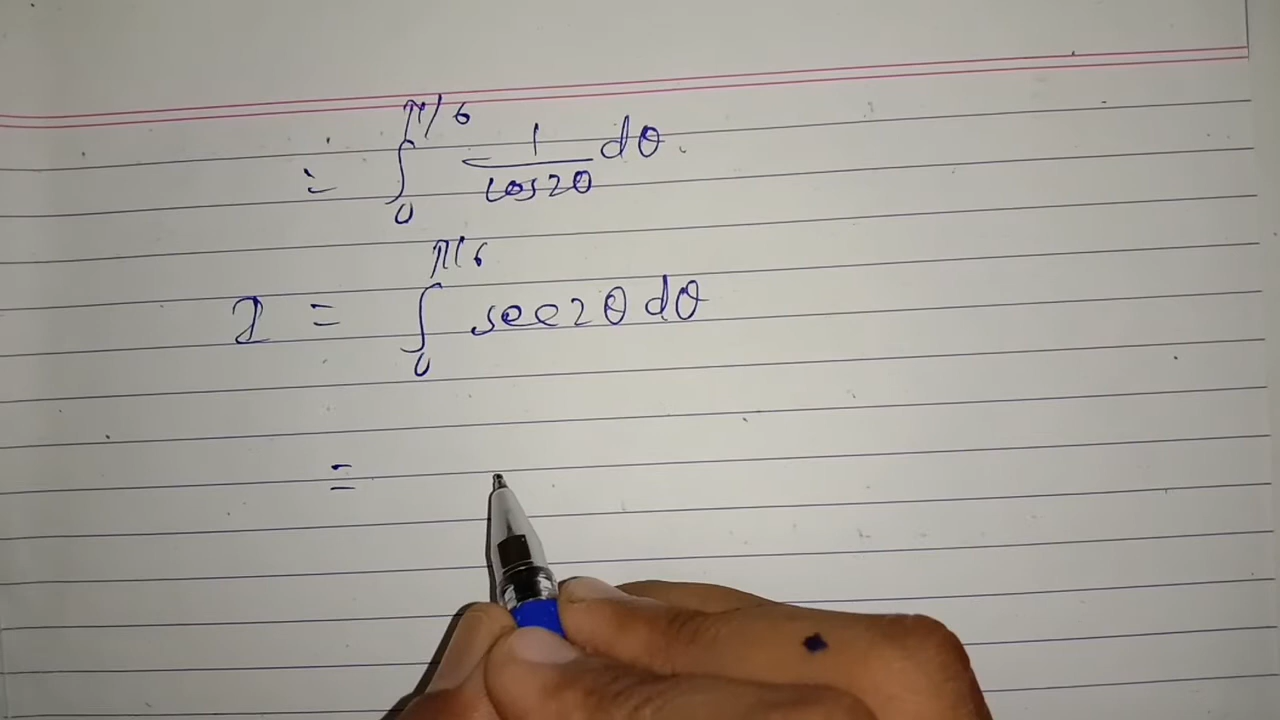 = ∫₀^π/6 1/cos2θ dθ.
I = ∫₀^π/6 sec2θ dθ
=